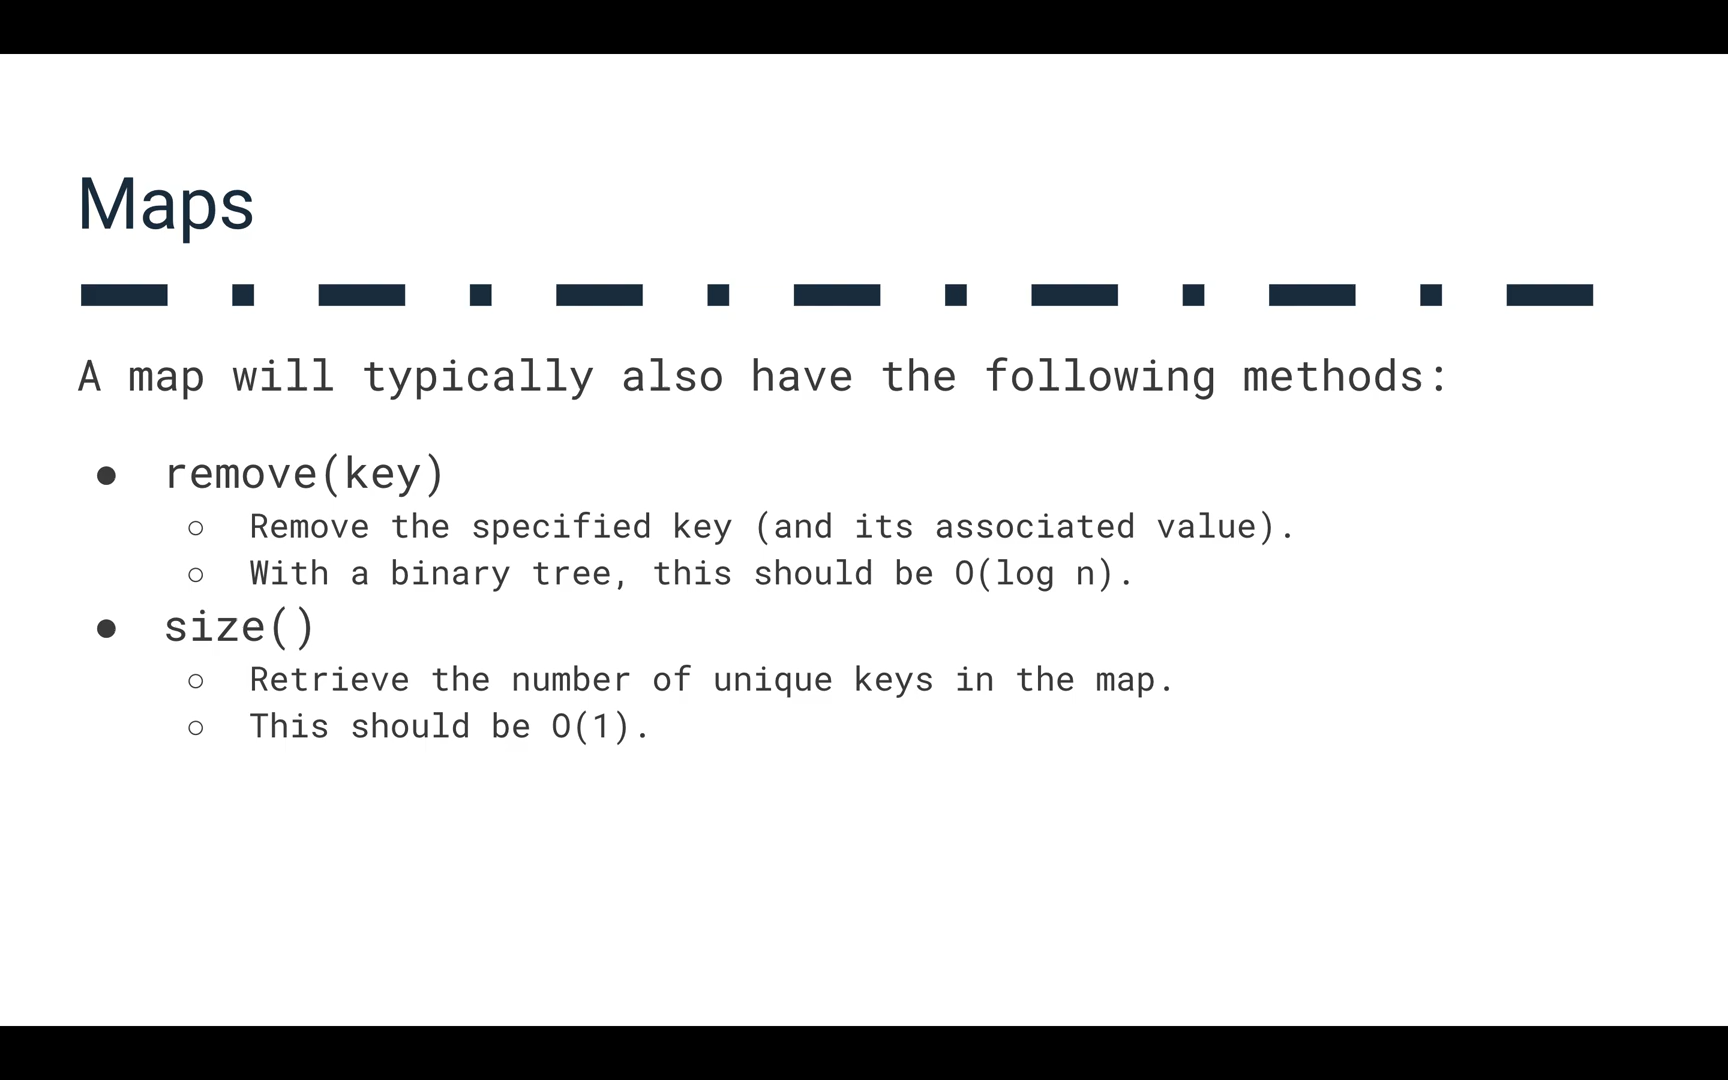 Maps
A map will typically also have the following methods:
● remove(key)
○ Remove the specified key (and its associated value).
○ With a binary tree, this should be O(log n).
● size()
○ Retrieve the number of unique keys in the map.
○ This should be O(1).